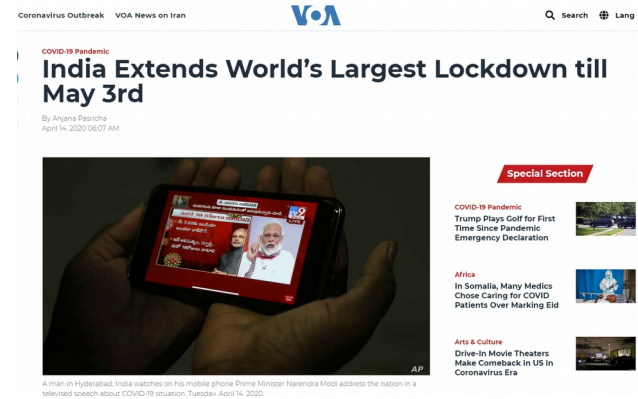 Coronavirus Outbreak VOA News on Iran
VOA
Search
Lang
COVID-19 Pandemic
India Extends World’s Largest Lockdown till
May 3rd
By Anjana Pasricha
April 14, 2020 06:07 AM
LIVE
AP
A man in Hyderabad, India watches on his mobile phone Prime Minister Narendra Modi address the nation in a
televised speech about COVID-19 situation, Tuesday, April 14, 2020.
Special Section
COVID-19 Pandemic
Trump Plays Golf for First
Time Since Pandemic
Emergency Declaration
Africa
In Somalia, Many Medics
Chose Caring for COVID
Patients Over Marking Eid
Arts & Culture
Drive-In Movie Theaters
Make Comeback in US in
Coronavirus Era